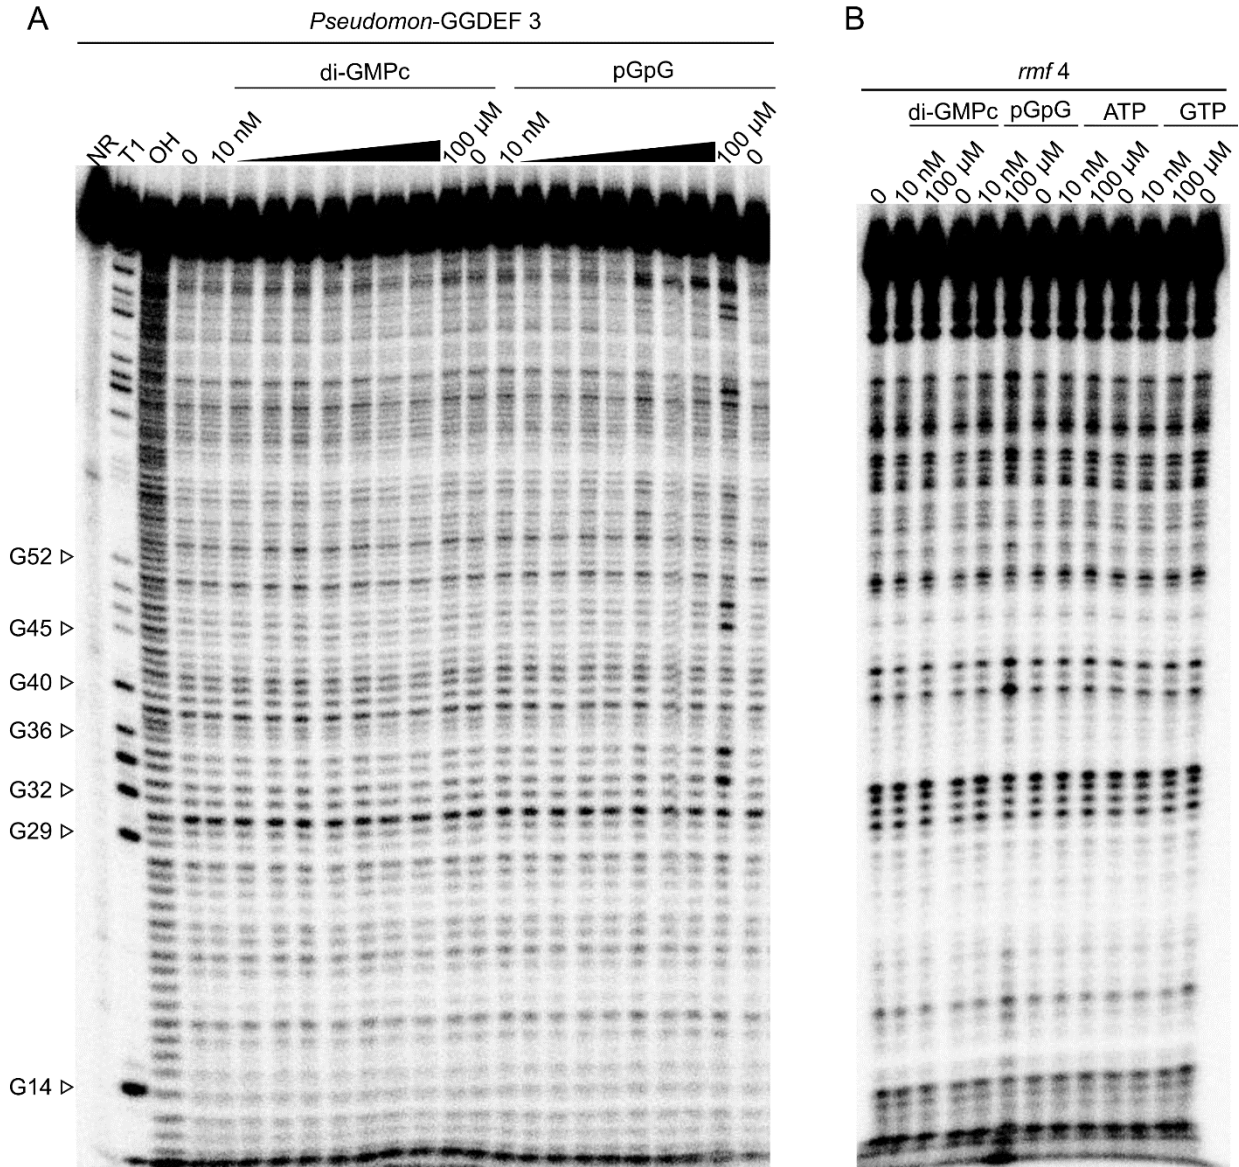 A
Pseudomon-GGDEF 3
di-GMPc pGpG
NR T1 OH 0 10 nM 100 µM 0 10 nM 100 µM 0
G52
G45
G40
G36
G32
G29
G14
B
rmf 4
di-GMPc pGpG ATP GTP
0 10 nM 100 µM 0 10 nM 100 µM 0 10 nM 100 µM 0 10 nM 100 µM 0